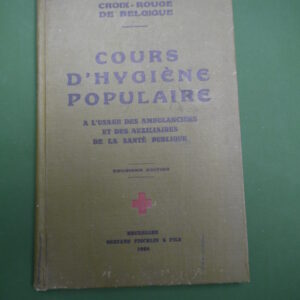 CROIX-ROUGE
DE BELGIQUE
COURS
D'HYGIÈNE
POPULAIRE
A L'USAGE DES AMBULANCIERS
ET DES AUXILIAIRES
DE LA SANTÉ PUBLIQUE
ÉDITION
BRUXELLES
& FILS